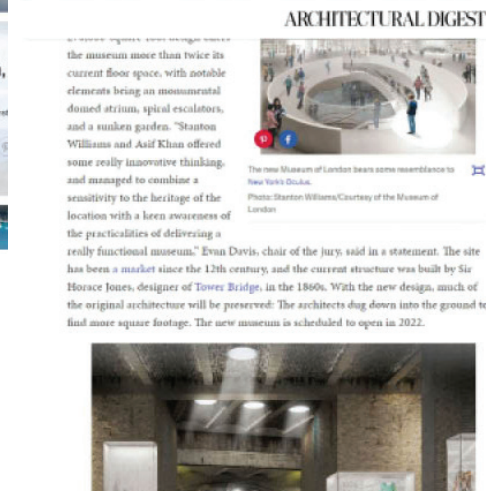 ARCHITECTURAL DIGEST
the museum more than twice its
current floor space, with notable
elements being an monumental
domed atrium, spiral escalators,
and a sunken garden. "Stanton
Williams and Asif Khan offered
some really innovative thinking,
and managed to combine a
sensitivity to the heritage of the
location with a keen awareness of
the practicalities of delivering a
The new Museum of London bears some resemblance to
New York's Oculus.
Photo: Stanton Williams/Courtesy of the Museum of
London
really functional museum," Evan Davis, chair of the jury, said in a statement. The site
has been a market since the 12th century, and the current structure was built by Sir
Horace Jones, designer of Tower Bridge, in the 1860s. With the new design, much of
the original architecture will be preserved: The architects dug down into the ground to
find more square footage. The new museum is scheduled to open in 2022.